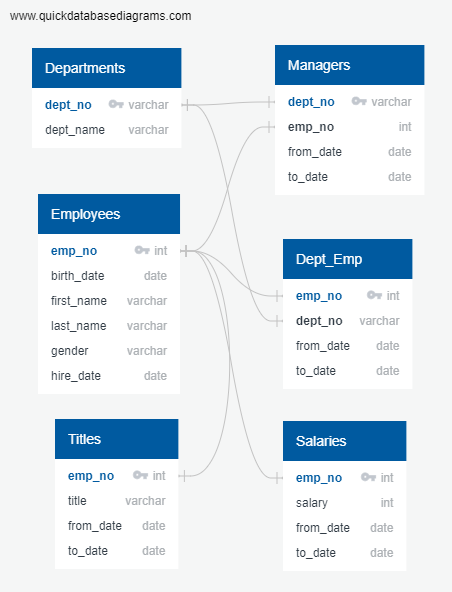 www.quickdatabasediagrams.com
Departments
dept_no varchar
dept_name varchar
Managers
dept_no varchar
emp_no int
from_date date
to_date date
Employees
emp_no int
birth_date date
first_name varchar
last_name varchar
gender varchar
hire_date date
Dept_Emp
emp_no int
dept_no varchar
from_date date
to_date date
Titles
emp_no int
title varchar
from_date date
to_date date
Salaries
emp_no int
salary int
from_date date
to_date date